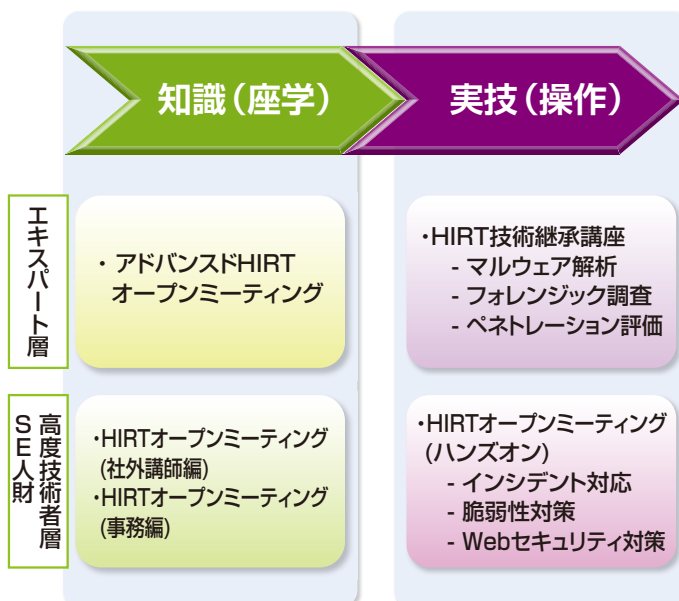 知識（座学）
実技（操作）
エキスパート層
・ アドバンスドHIRT
オープンミーティング
・HIRT技術継承講座
- マルウェア解析
- フォレンジック調査
- ペネトレーション評価
高度技術者層
SE人財
・HIRTオープンミーティング
(社外講師編)
・HIRTオープンミーティング
(事務編)
・HIRTオープンミーティング
(ハンズオン)
- インシデント対応
- 脆弱性対策
- Webセキュリティ対策